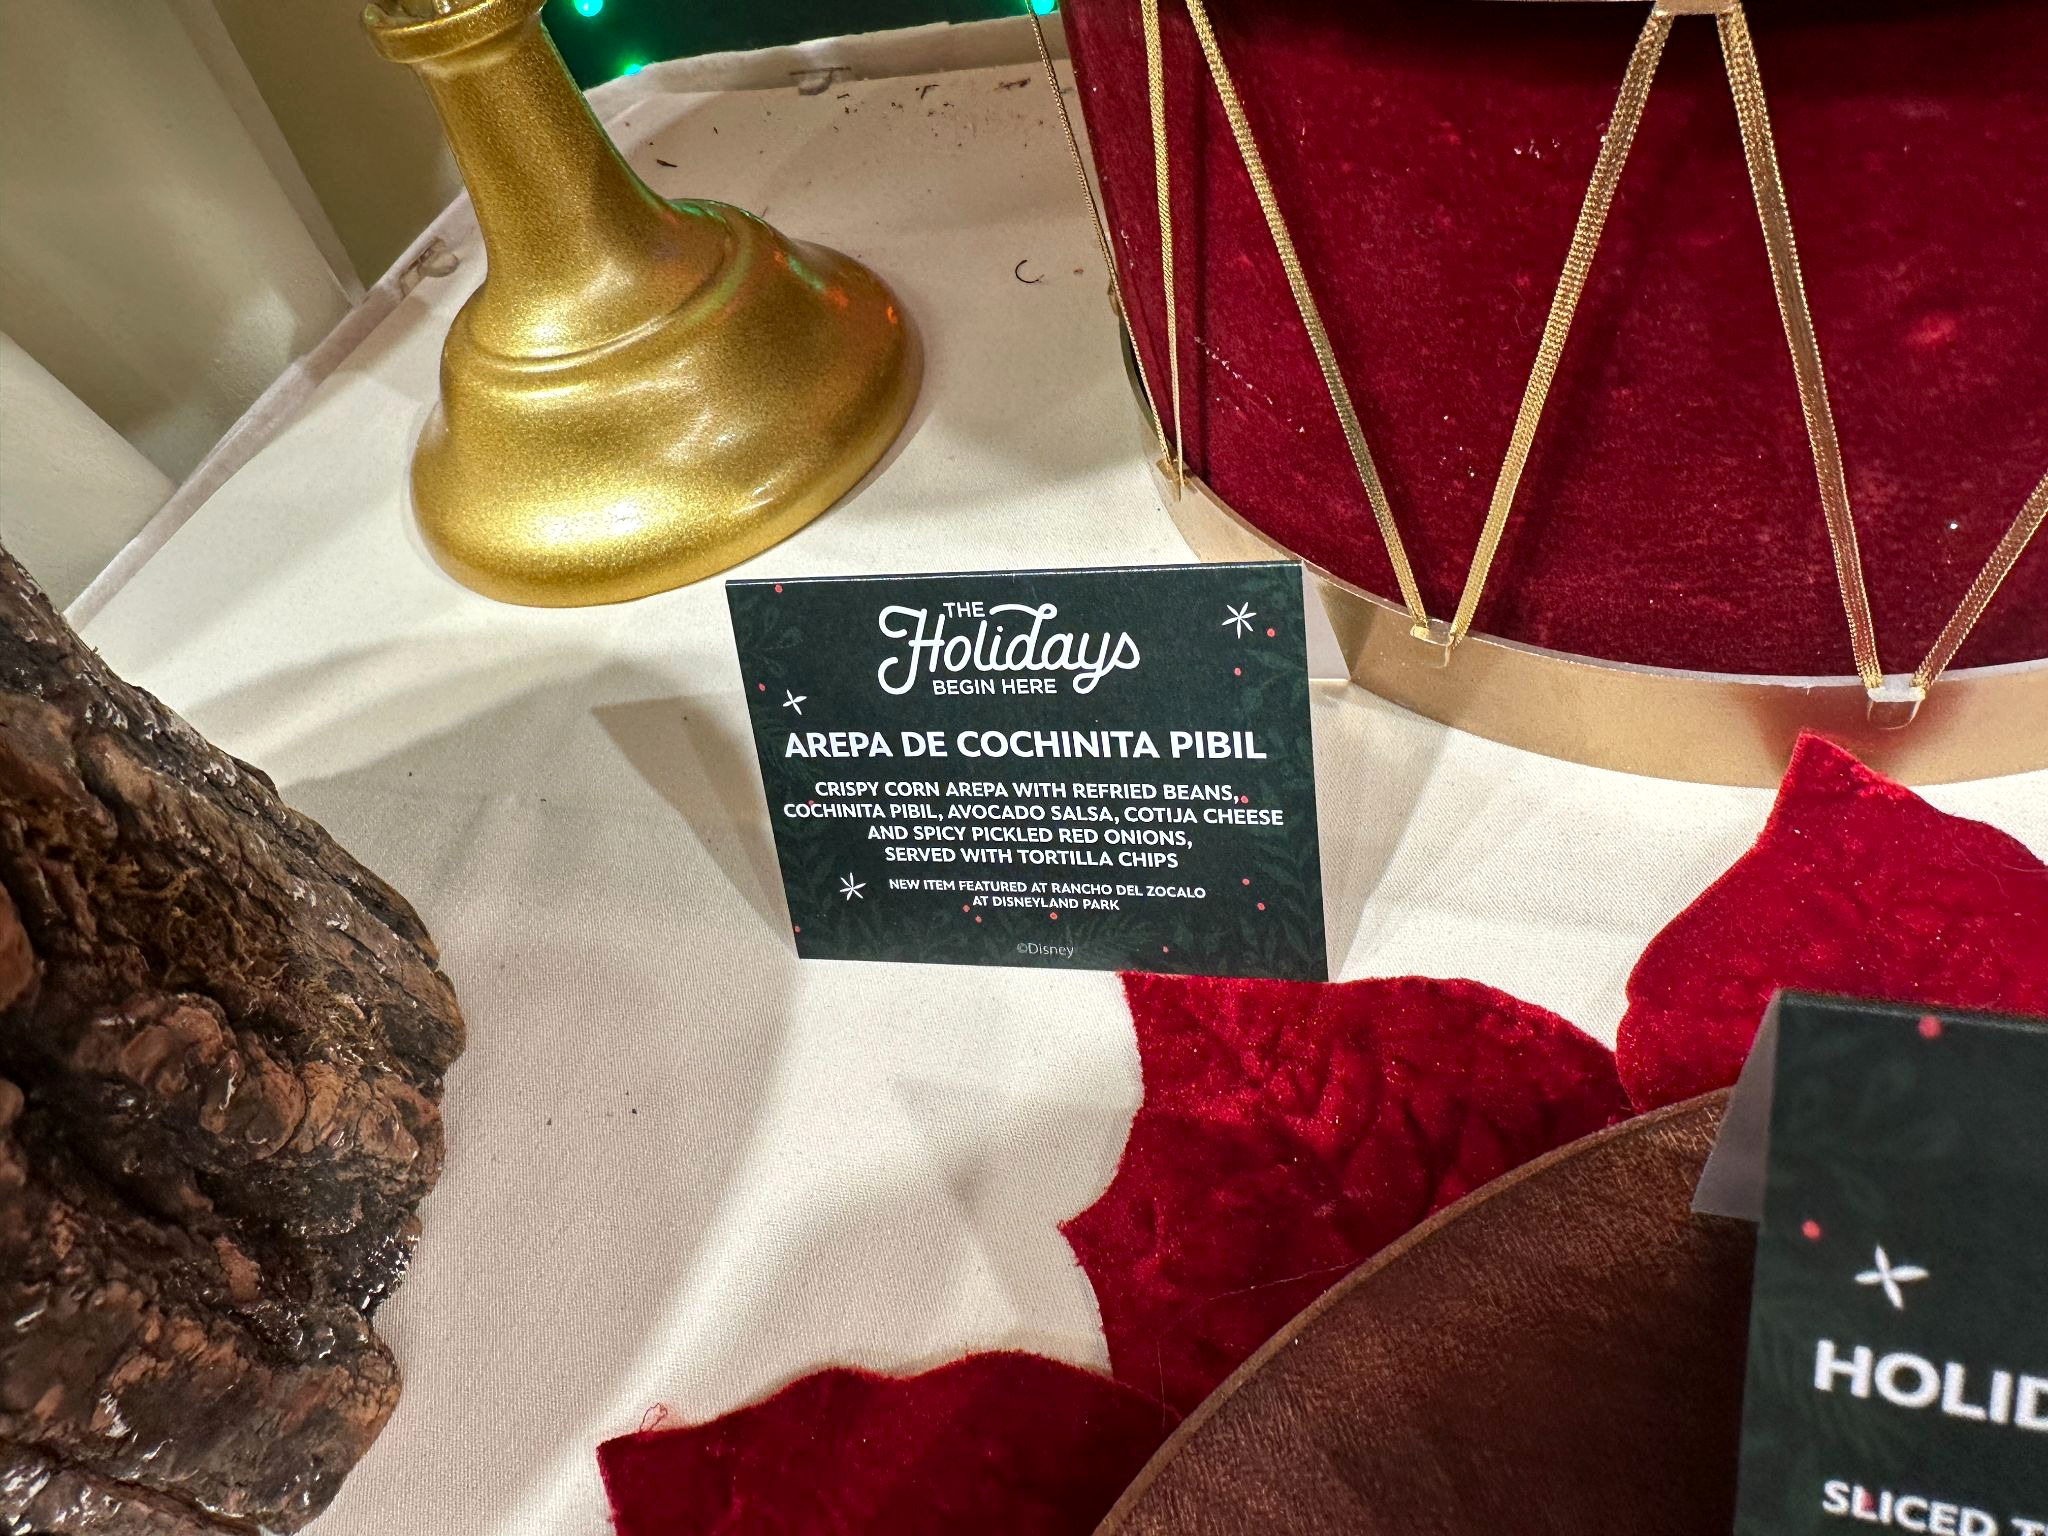 THE
Holidays
BEGIN HERE
AREPA DE COCHINITA PIBIL
CRISPY CORN AREPA WITH REFRIED BEANS,
COCHINITA PIBIL, AVOCADO SALSA, COTIJA CHEESE
AND SPICY PICKLED RED ONIONS,
SERVED WITH TORTILLA CHIPS
NEW ITEM FEATURED AT RANCHO DEL ZOCALO
AT DISNEYLAND PARK
©Disney
SLICED